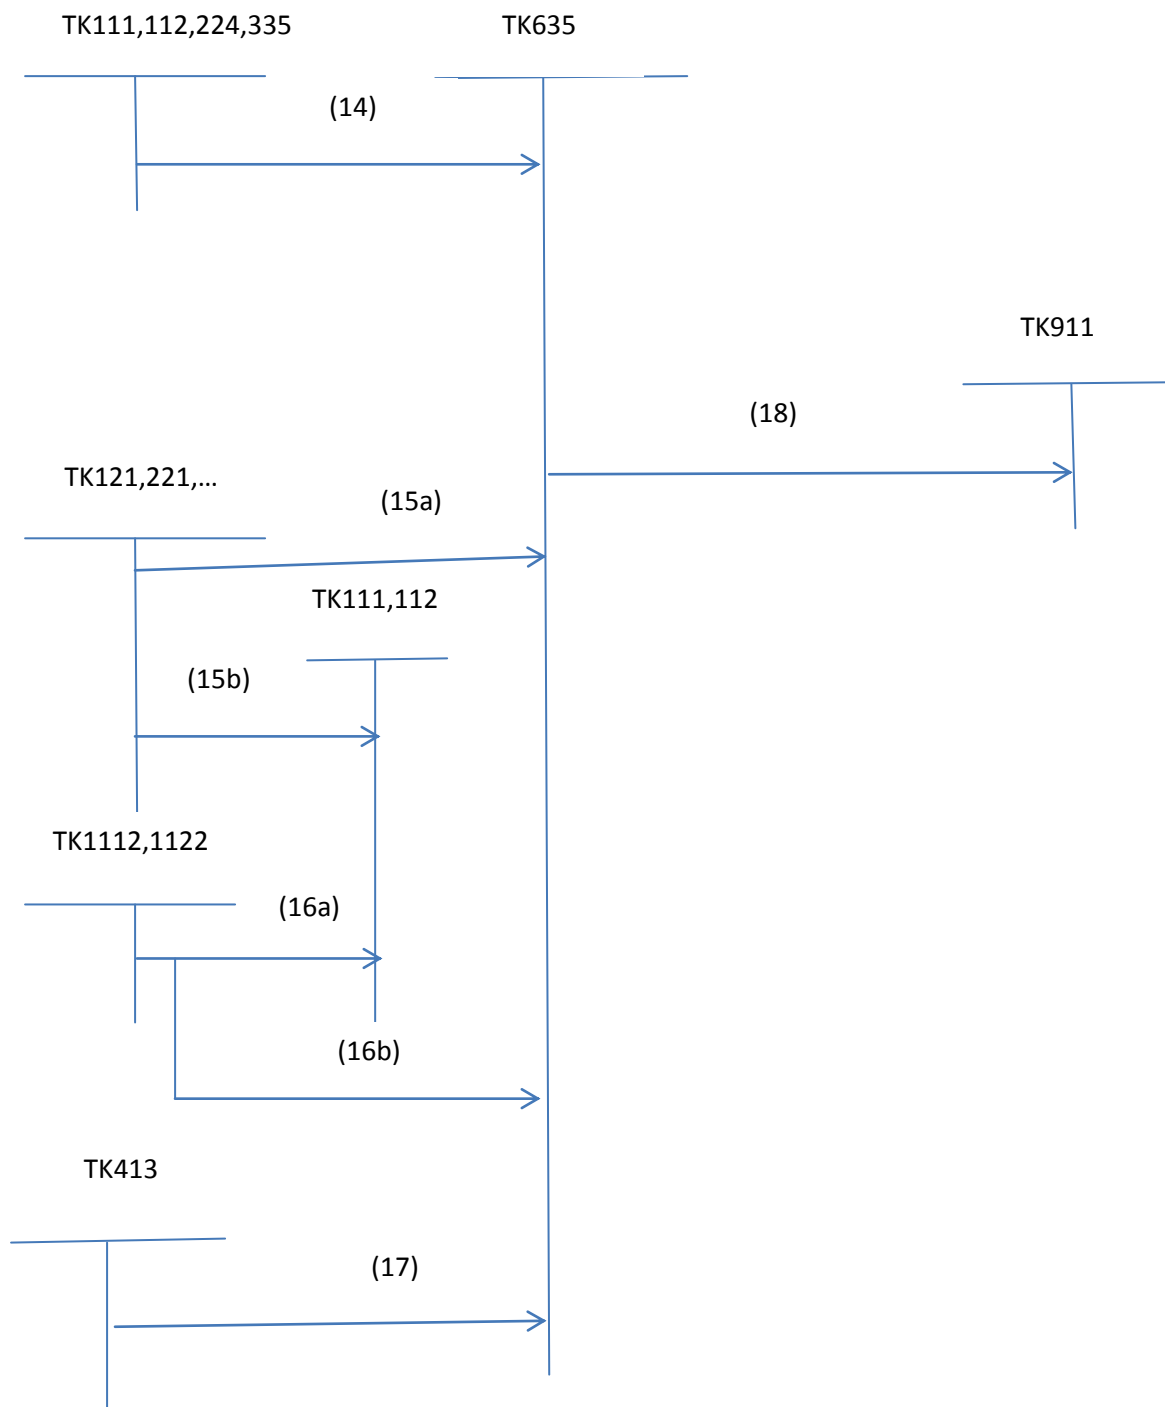 TK111,112,224,335
TK635
(14)
TK911
(18)
TK121,221,...
(15a)
TK111,112
(15b)
TK1112,1122
(16a)
(16b)
TK413
(17)